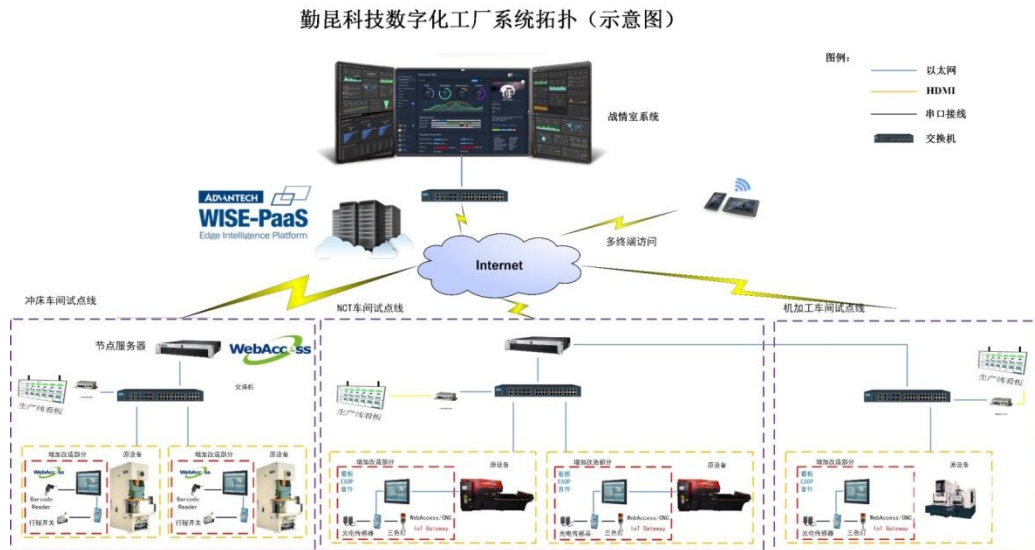 勤昆科技数字化工厂系统拓扑（示意图）
图例：
以太网
HDMI
串口接线
交换机
战情室系统
ADVANTECH
WISE-PaaS
Edge Intelligence Platform
多终端访问
Internet
冲床车间试点线
NCT车间试点线
机加工车间试点线
节点服务器
WebAccess
交换机
生产线看板
生产线看板
生产线看板
增加改造部分
原设备
WebAccess
Barcode
Reader
行程开关
增加改造部分
原设备
WebAccess
Barcode
Reader
行程开关
增加改造部分
原设备
看板
ESOP
首件
WebAccess/CNC
IoT Gateway
光电传感器
三色灯
增加改造部分
原设备
看板
ESOP
首件
WebAccess/CNC
IoT Gateway
光电传感器
三色灯
增加改造部分
原设备
看板
ESOP
首件
WebAccess/CNC
IoT Gateway
光电传感器
三色灯